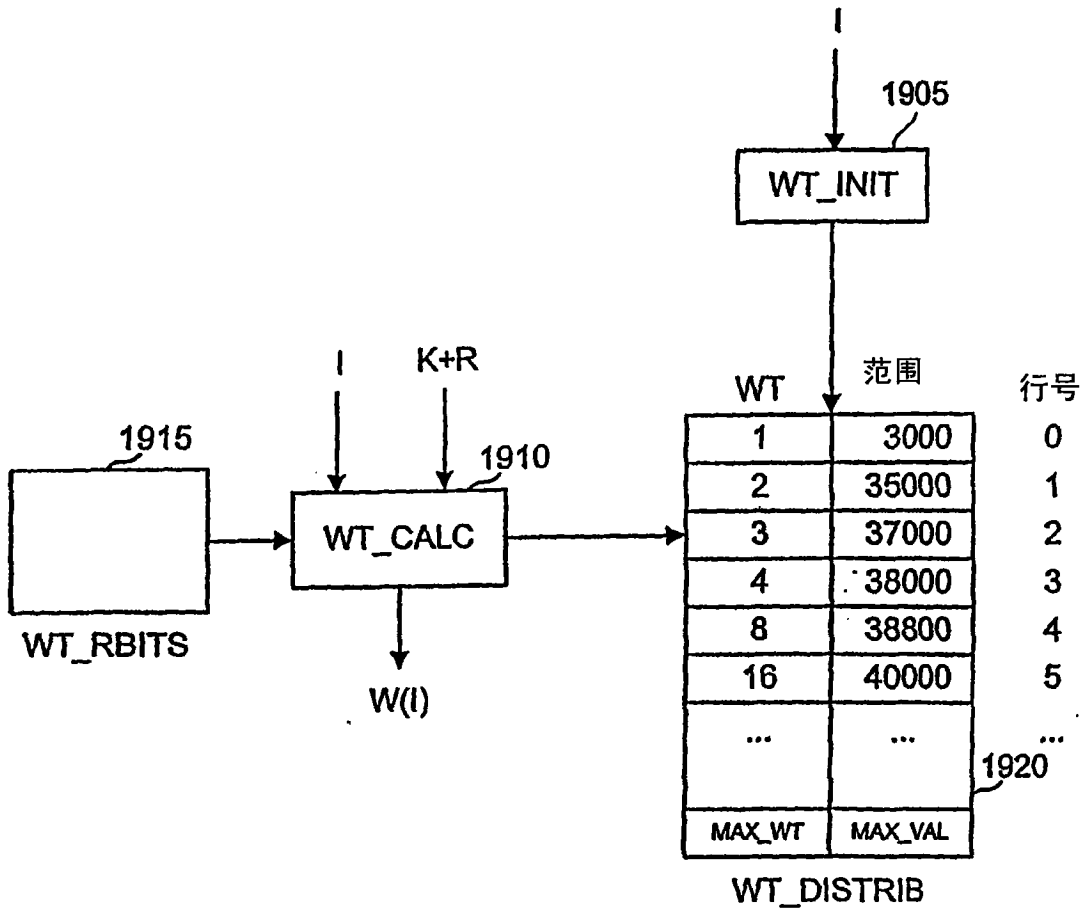 I
1905
WT_INIT
I K+R
WT 范围 行号
1915
1910
WT_CALC
WT_RBITS
W(I)
1 3000 0
2 35000 1
3 37000 2
4 38000 3
8 38800 4
16 40000 5
... ... ...
1920
MAX_WT MAX_VAL
WT_DISTRIB